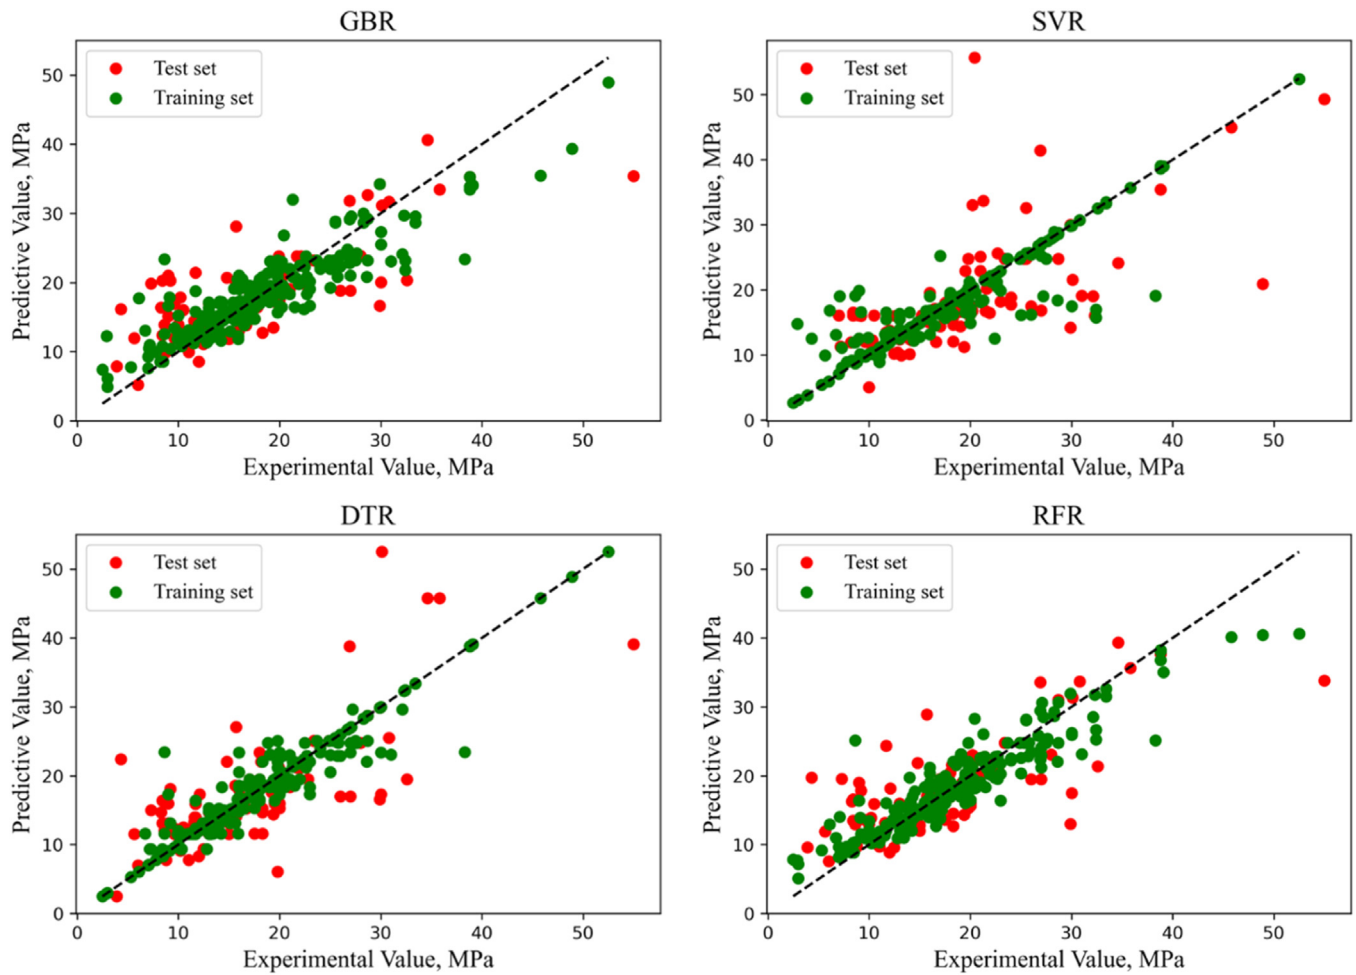 GBR
Test set
Training set
Predictive Value, MPa
50
40
30
20
10
0
0 10 20 30 40 50
Experimental Value, MPa
SVR
Test set
Training set
Predictive Value, MPa
50
40
30
20
10
0
0 10 20 30 40 50
Experimental Value, MPa
DTR
Test set
Training set
Predictive Value, MPa
50
40
30
20
10
0
0 10 20 30 40 50
Experimental Value, MPa
RFR
Test set
Training set
Predictive Value, MPa
50
40
30
20
10
0
0 10 20 30 40 50
Experimental Value, MPa